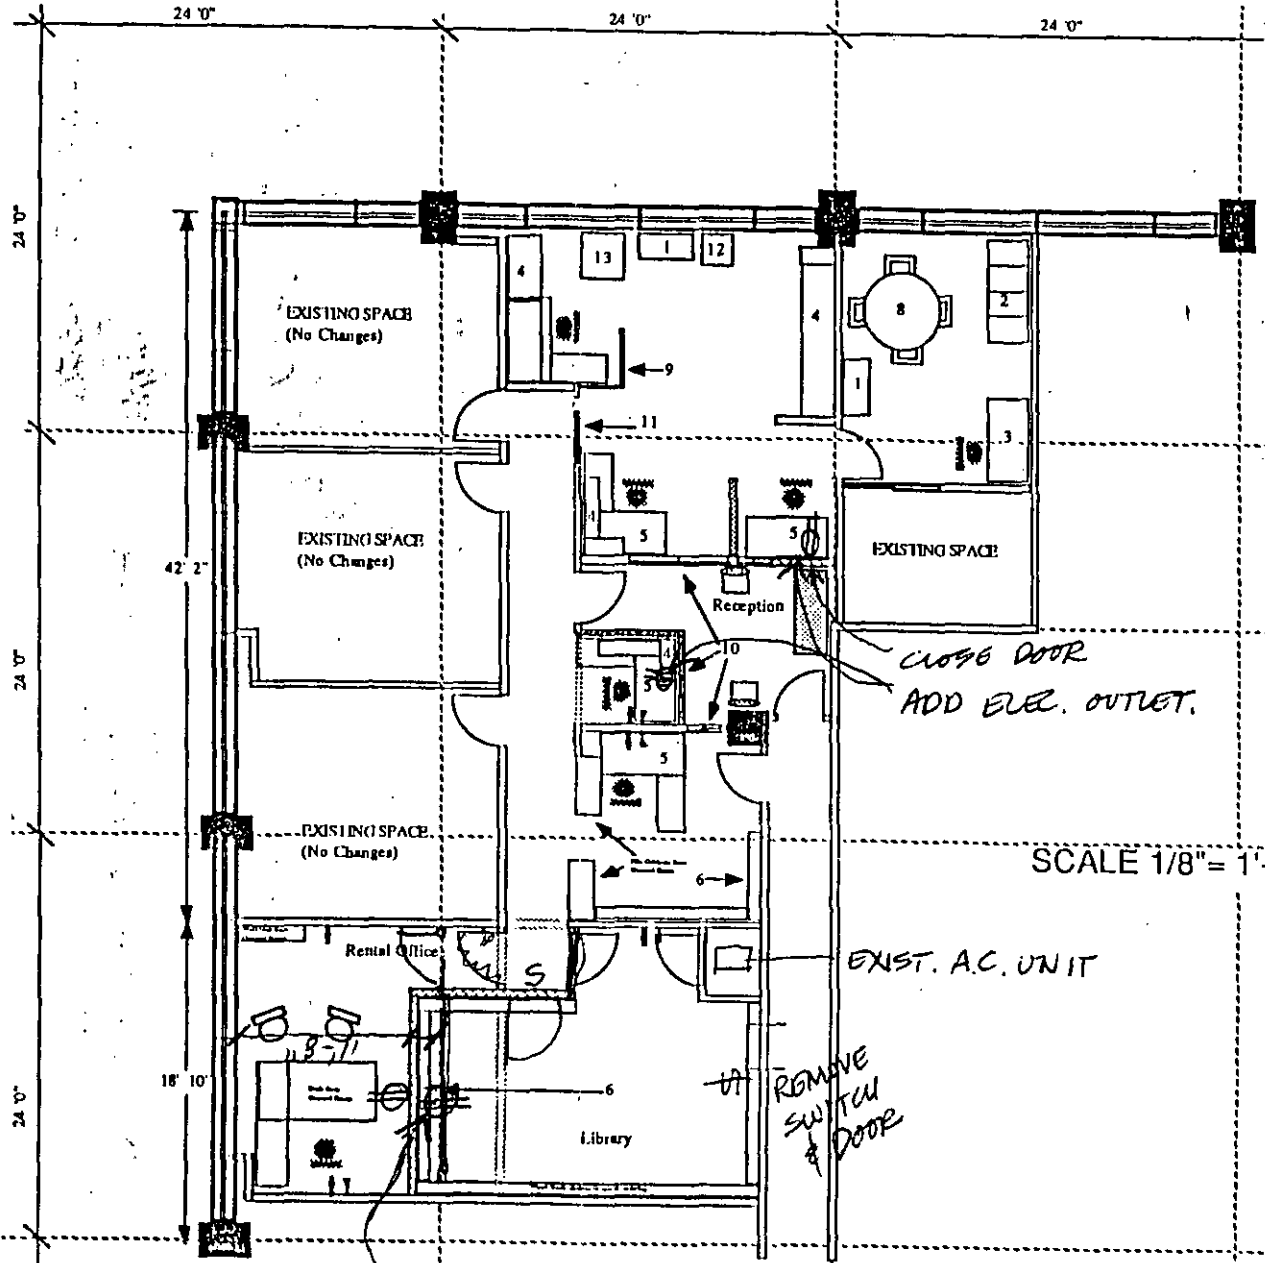 24 '0"
24 '0"
24 '0"
24 '0"
13
1
12
4
2
EXISTING SPACE
(No Changes)
8
4
9
1
11
3
4
5
5
EXISTING SPACE
(No Changes)
EXISTING SPACE
42' 2"
Reception
10
4
5
CLOSE DOOR
ADD ELEC. OUTLET.
24 '0"
5
EXISTING SPACE
(No Changes)
SCALE 1/8"= 1'-
6
Rental Office
S
EXIST. A.C. UNIT
18' 10"
6
REMOVE
SWITCH
& DOOR
24 '0"
Library